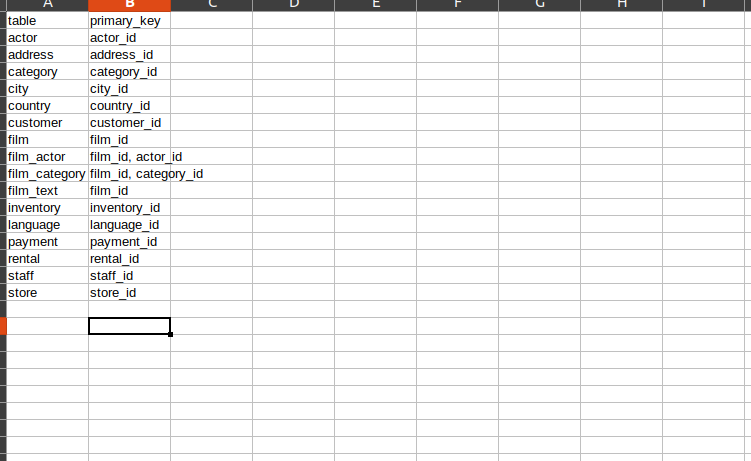 A B C D E F G H I
table primary_key
actor actor_id
address address_id
category category_id
city city_id
country country_id
customer customer_id
film film_id
film_actor film_id, actor_id
film_category film_id, category_id
film_text film_id
inventory inventory_id
language language_id
payment payment_id
rental rental_id
staff staff_id
store store_id